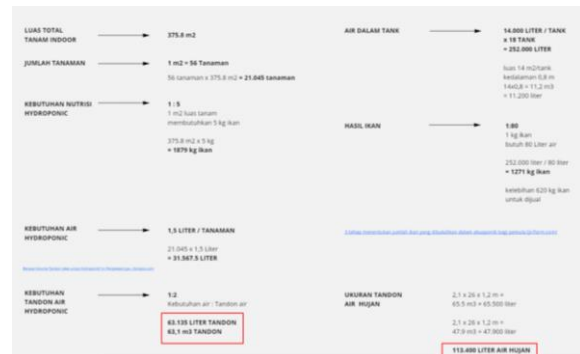 LUAS TOTAL
TANAM INDOOR
375.8 m2
JUMLAH TANAMAN
1 m2 = 56 Tanaman
56 tanaman x 375.8 m2 = 21.045 tanaman
KEBUTUHAN NUTRISI
HYDROPONIC
1 : 5
1 m2 luas tanam
membutuhkan 5 kg ikan
375.8 m2 x 5 kg
= 1879 kg ikan
KEBUTUHAN AIR
HYDROPONIC
1,5 LITER / TANAMAN
21.045 x 1,5 Liter
= 31.567,5 LITER
KEBUTUHAN
TANDON AIR
HYDROPONIC
1:2
Kebutuhan air : Tandon air
63.135 LITER TANDON
63,1 m3 TANDON
AIR DALAM TANK
14.000 LITER / TANK
x 18 TANK
= 252.000 LITER
luas 14 m2/tank
kedalaman 0,8 m
14x0,8 = 11,2 m3
= 11.200 liter
HASIL IKAN
1:80
1 kg ikan
butuh 80 Liter air
252.000 liter / 80 liter
= 1271 kg ikan
kelebihan 620 kg ikan
untuk dijual
UKURAN TANDON
AIR HUJAN
2,1 x 26 x 1,2 m =
65.5 m3 = 65.500 liter
2,1 x 26 x 1,2 m =
47.9 m3 = 47.900 liter
113.400 LITER AIR HUJAN